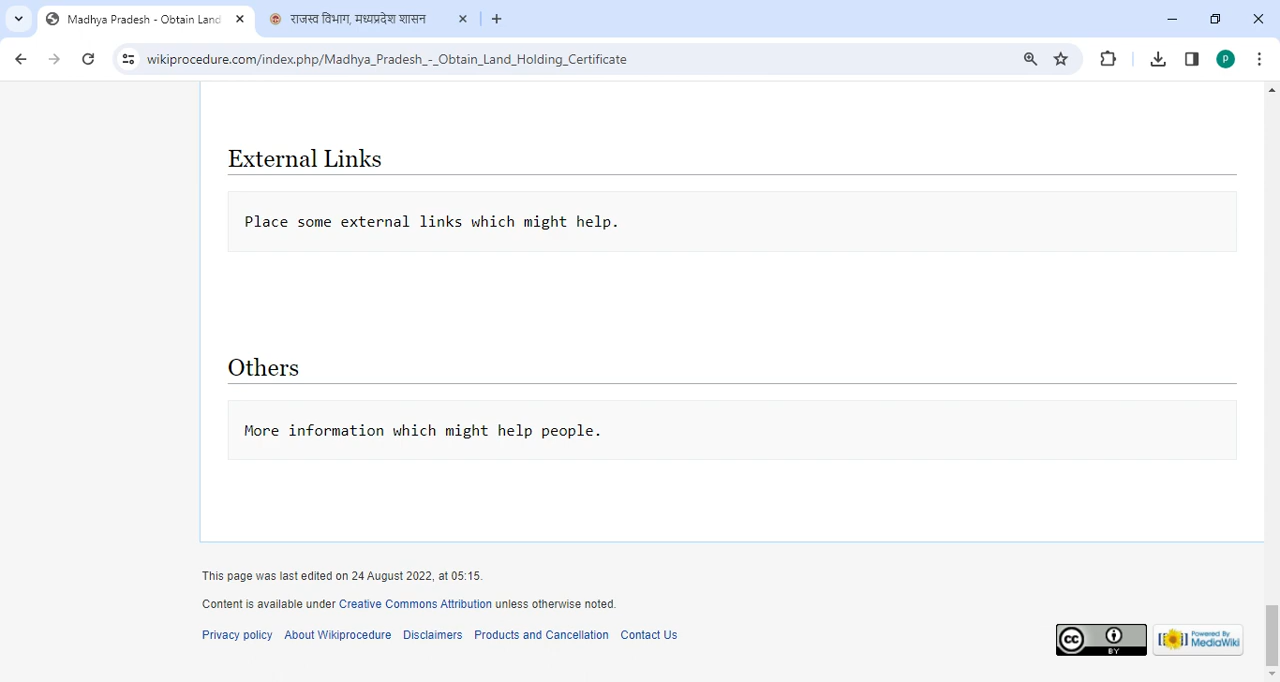 Madhya Pradesh - Obtain Land
राजस्व विभाग, मध्यप्रदेश शासन
wikiprocedure.com/index.php/Madhya_Pradesh_-_Obtain_Land_Holding_Certificate
P
External Links
Place some external links which might help.
Others
More information which might help people.
This page was last edited on 24 August 2022, at 05:15.
Content is available under Creative Commons Attribution unless otherwise noted.
Privacy policy About Wikiprocedure Disclaimers Products and Cancellation Contact Us
cc BY
Powered By MediaWiki